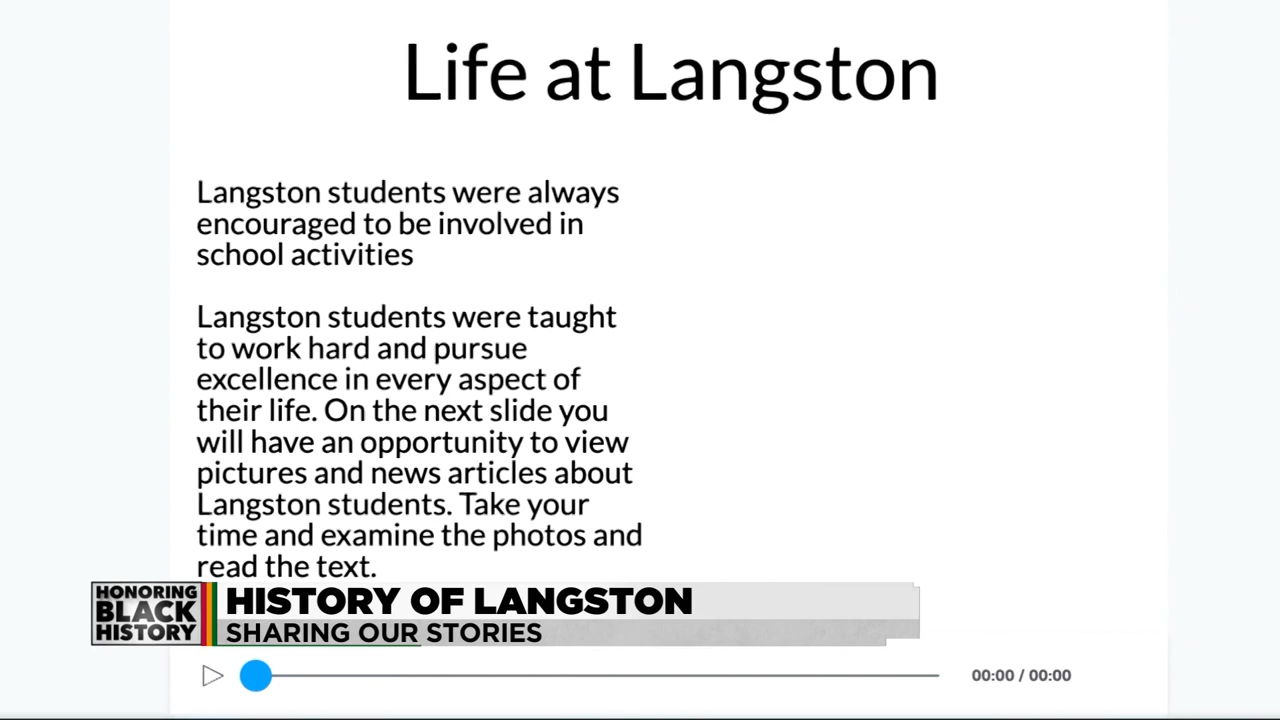 Life at Langston
Langston students were always
encouraged to be involved in
school activities
Langston students were taught
to work hard and pursue
excellence in every aspect of
their life. On the next slide you
will have an opportunity to view
pictures and news articles about
Langston students. Take your
time and examine the photos and
read the text.
HONORING
BLACK
HISTORY
HISTORY OF LANGSTON
SHARING OUR STORIES
00:00 / 00:00